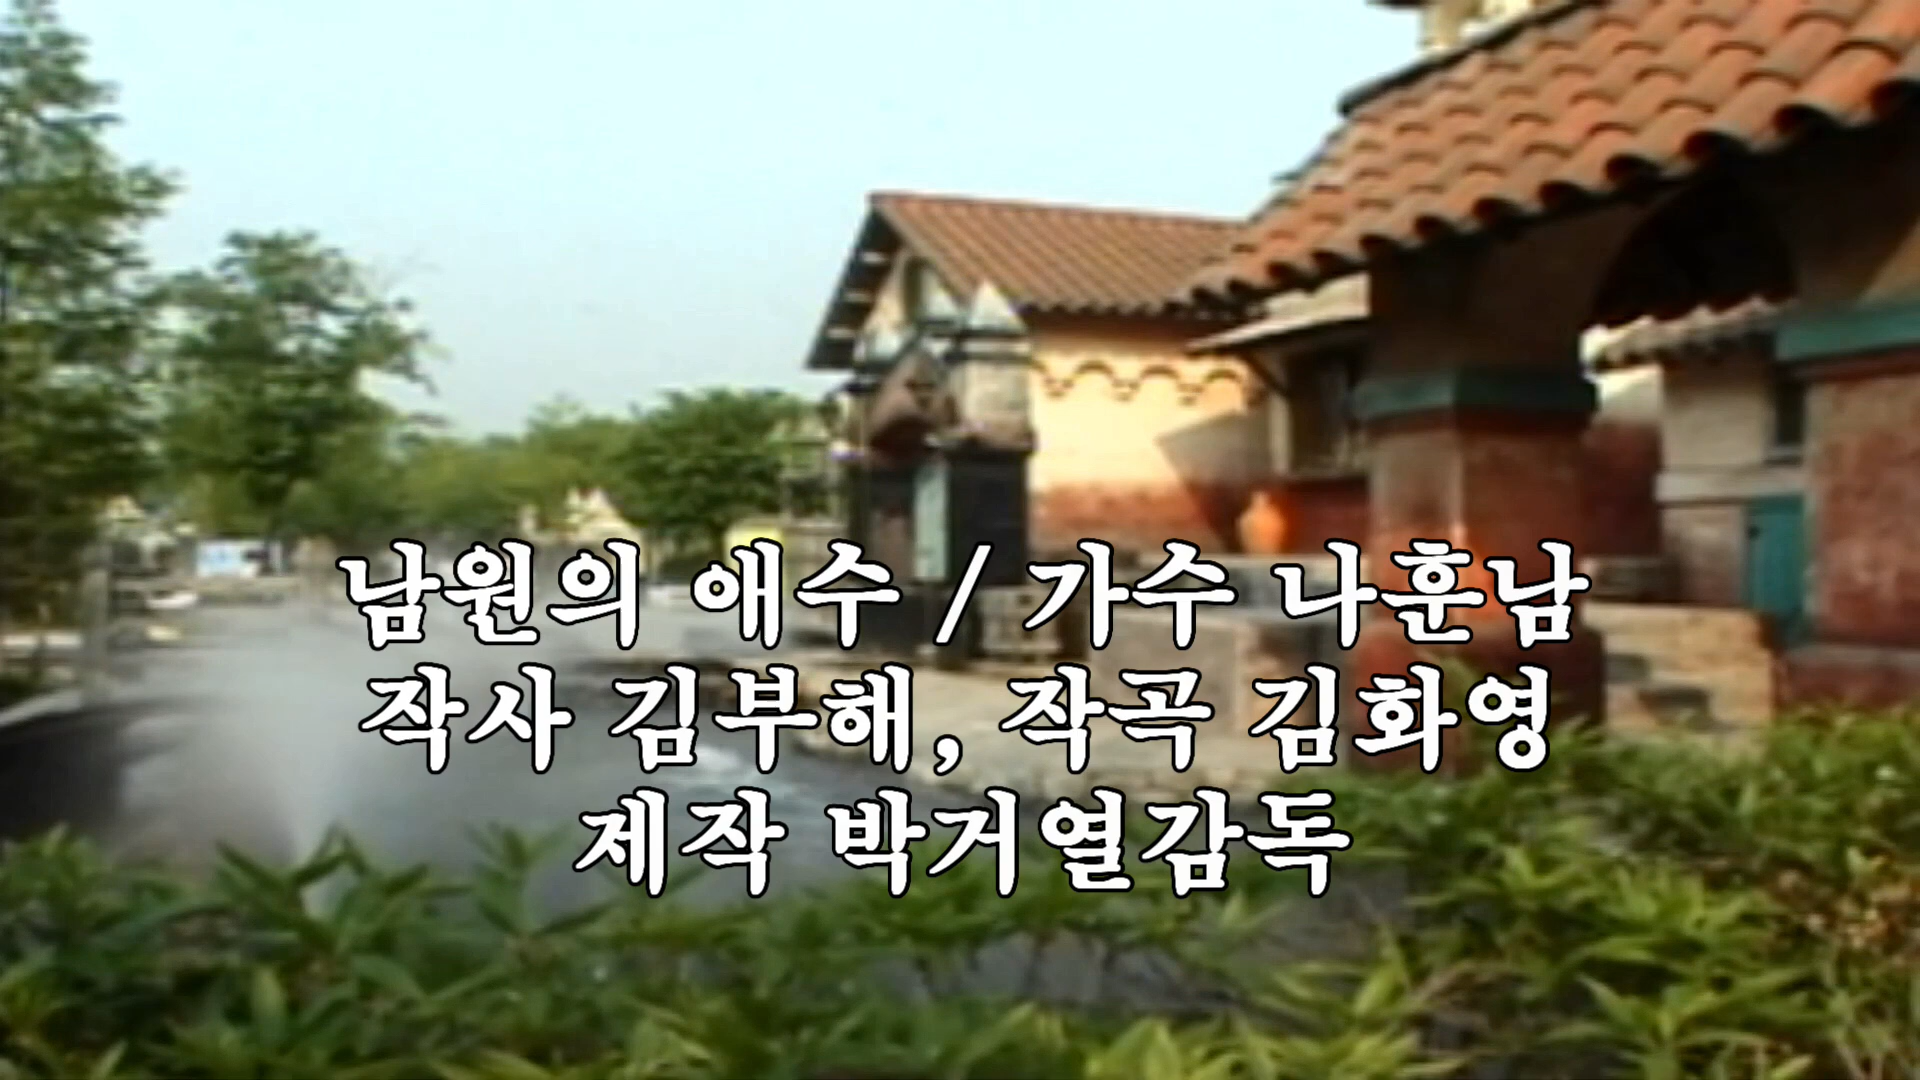 남원의 애수 / 가수 나훈남
작사 김부해, 작곡 김화영
제작 박거열감독